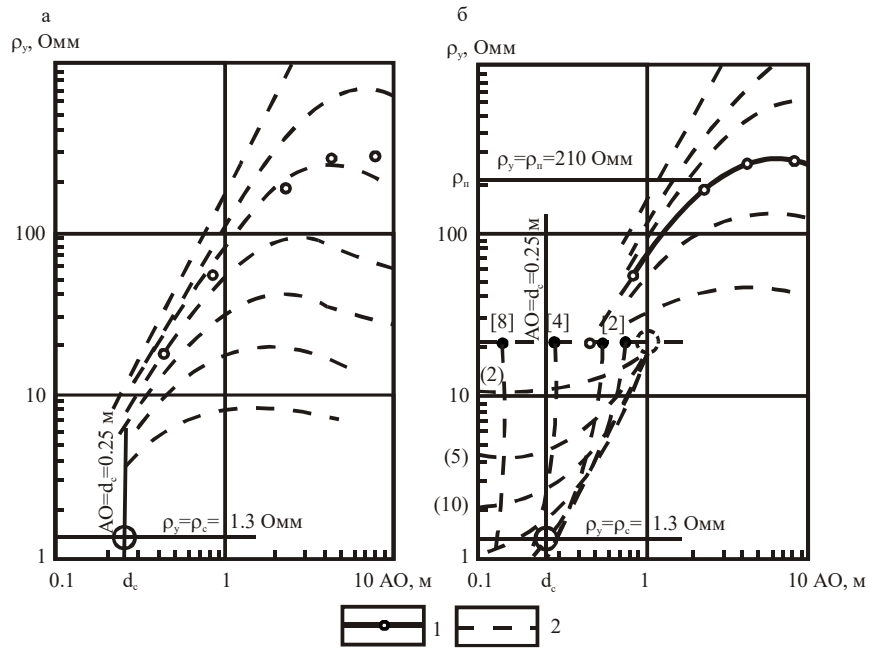 а
ρу, Омм
100
10
1
AO=dс=0.25 м
ρу=ρс= 1.3 Омм
0.1
dс
1
10 AO, м
б
ρу, Омм
ρп
ρу=ρп=210 Омм
100
AO=dс=0.25 м
[8]
[4]
[2]
(2)
10
(5)
(10)
ρу=ρс= 1.3 Омм
1
0.1
dс
1
10 AO, м
1
2